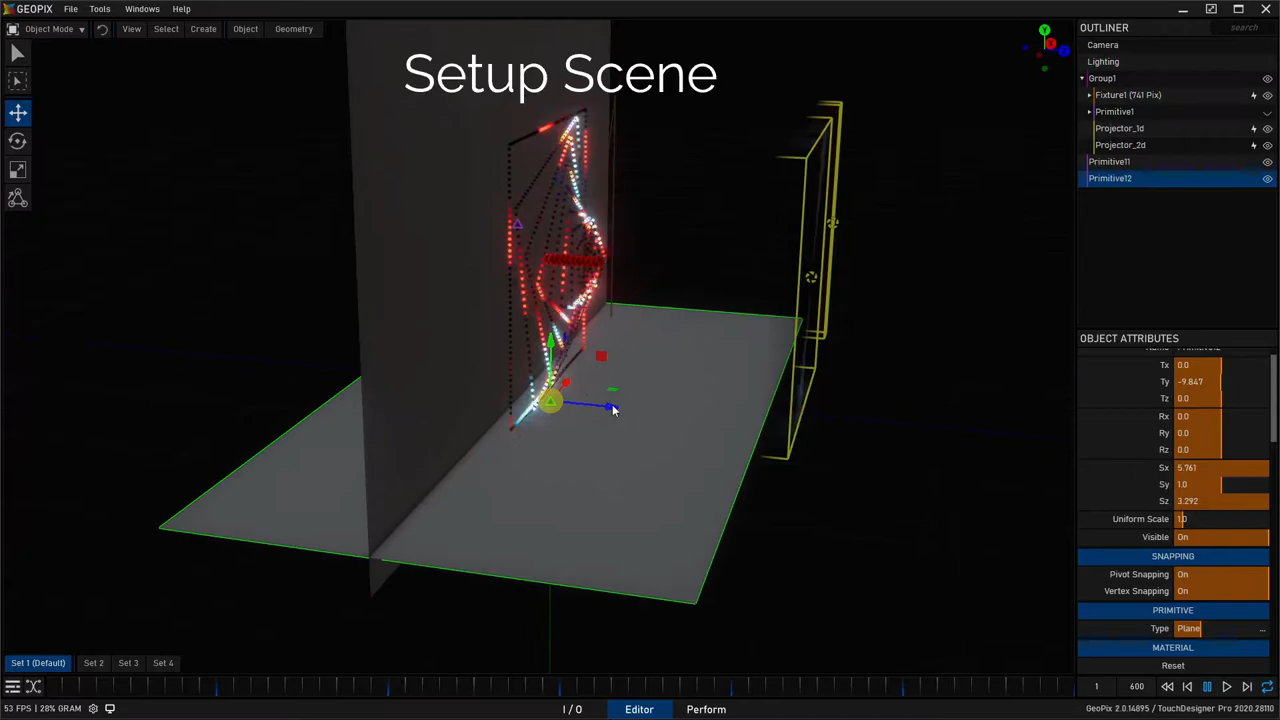 GEOPIX File Tools Windows Help
Object Mode View Select Create Object Geometry
Setup Scene
Y
X
Z
OUTLINER search
Camera
Lighting
Group1
Fixture1 (741 Pix)
Primitive1
Projector_1d
Projector_2d
Primitive11
Primitive12
OBJECT ATTRIBUTES
Tx 0.0
Ty -9.847
Tz 0.0
Rx 0.0
Ry 0.0
Rz 0.0
Sx 5.761
Sy 1.0
Sz 3.292
Uniform Scale 1.0
Visible On
SNAPPING
Pivot Snapping On
Vertex Snapping On
PRIMITIVE
Type Plane ...
MATERIAL
Reset
Set 1 (Default) Set 2 Set 3 Set 4
1 600
53 FPS | 28% GRAM I / O Editor Perform GeoPix 2.0.14895 | TouchDesigner Pro 2020.28110